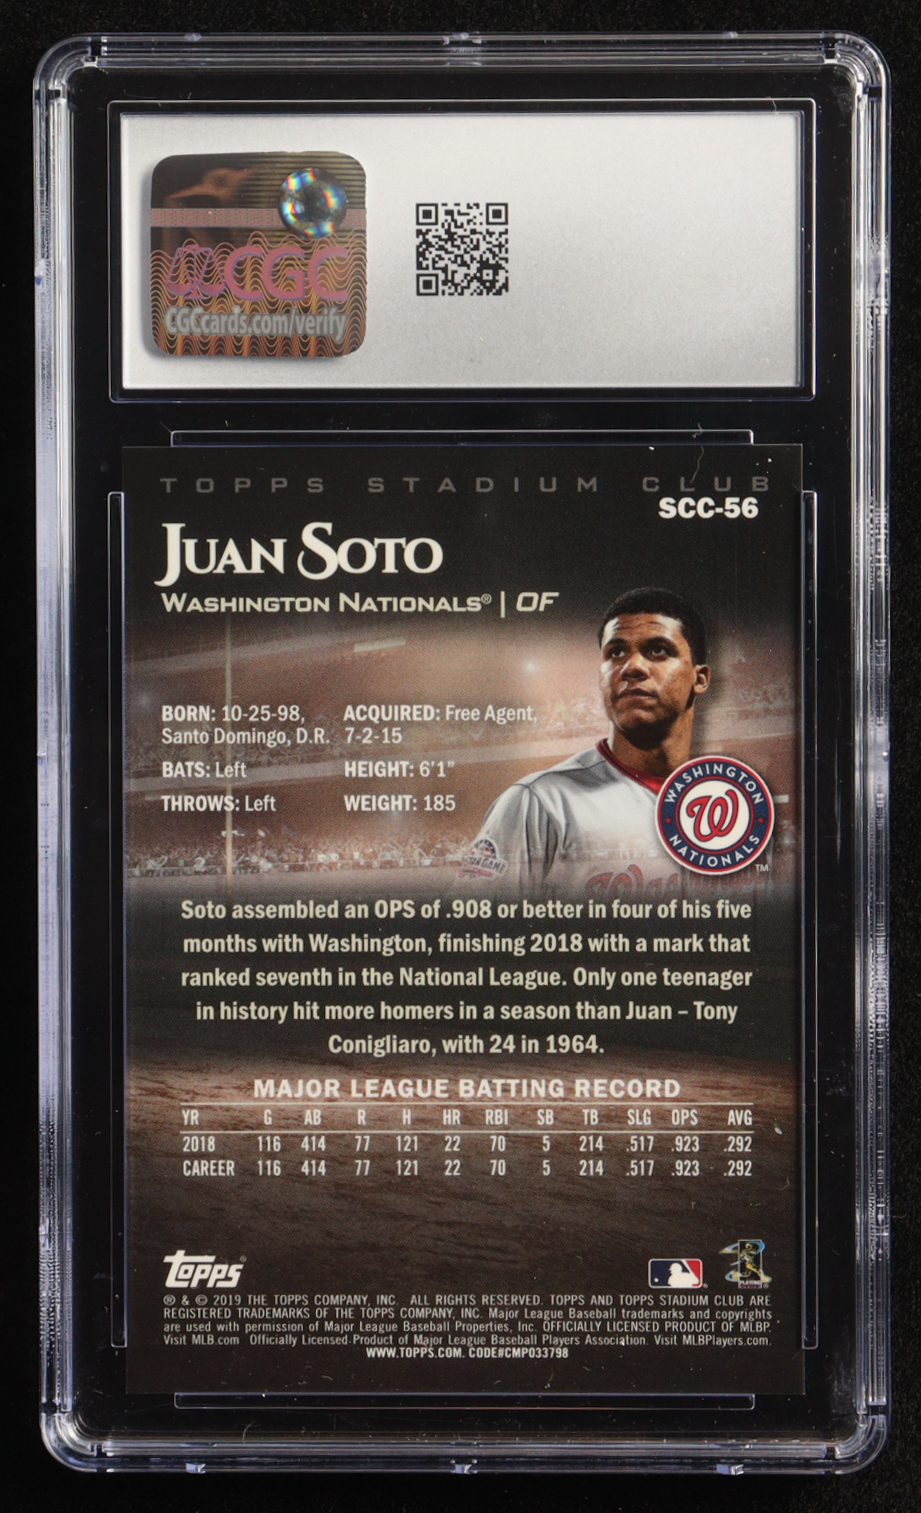 CGC
CGCcards.com/verify
TOPPS STADIUM CLUB
SCC-56
JUAN SOTO
WASHINGTON NATIONALS® | OF
BORN: 10-25-98, ACQUIRED: Free Agent,
Santo Domingo, D.R. 7-2-15
BATS: Left HEIGHT: 6'1"
THROWS: Left WEIGHT: 185
WASHINGTON
W
NATIONALS
TM
Soto assembled an OPS of .908 or better in four of his five
months with Washington, finishing 2018 with a mark that
ranked seventh in the National League. Only one teenager
in history hit more homers in a season than Juan – Tony
Conigliaro, with 24 in 1964.
MAJOR LEAGUE BATTING RECORD
YR G AB R H HR RBI SB TB SLG OPS AVG
2018 116 414 77 121 22 70 5 214 .517 .923 .292
CAREER 116 414 77 121 22 70 5 214 .517 .923 .292
topps®
® & © 2019 THE TOPPS COMPANY, INC. ALL RIGHTS RESERVED. TOPPS AND TOPPS STADIUM CLUB ARE
REGISTERED TRADEMARKS OF THE TOPPS COMPANY, INC. Major League Baseball trademarks and copyrights
are used with permission of Major League Baseball Properties, Inc. OFFICIALLY LICENSED PRODUCT OF MLBP.
Visit MLB.com Officially Licensed Product of Major League Baseball Players Association. Visit MLBPlayers.com.
WWW.TOPPS.COM. CODE#CMP033798